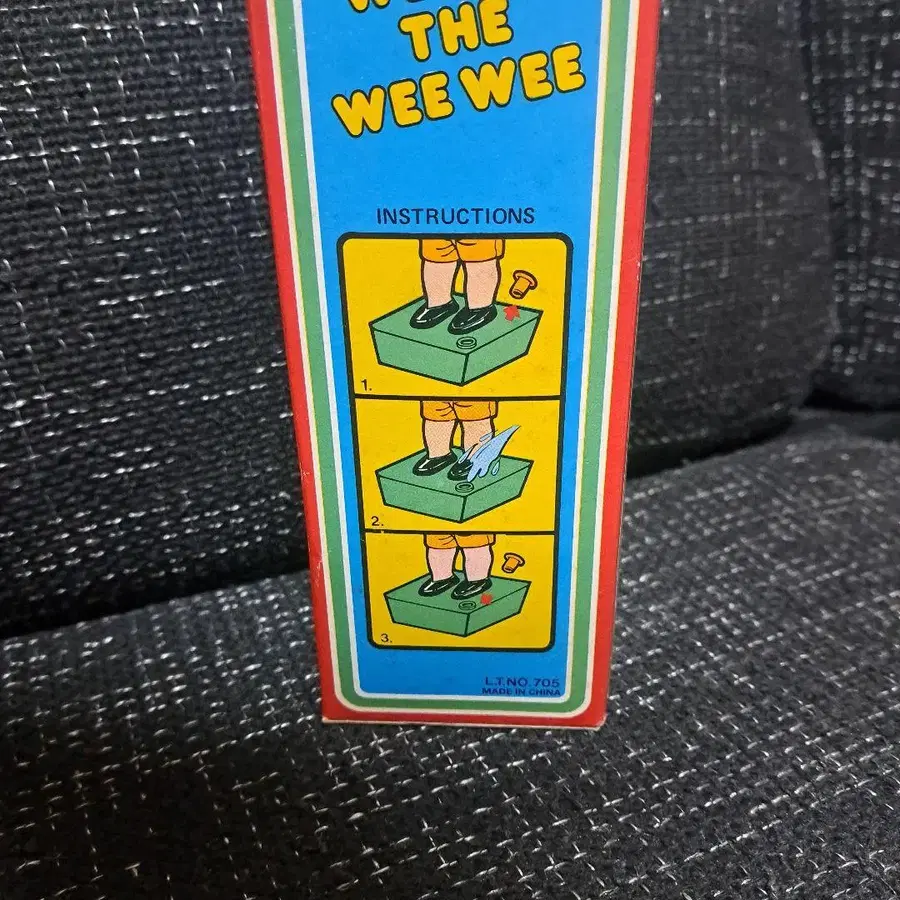 THE
WEE WEE
INSTRUCTIONS
1.
2.
3.
L.T.NO.705
MADE IN CHINA